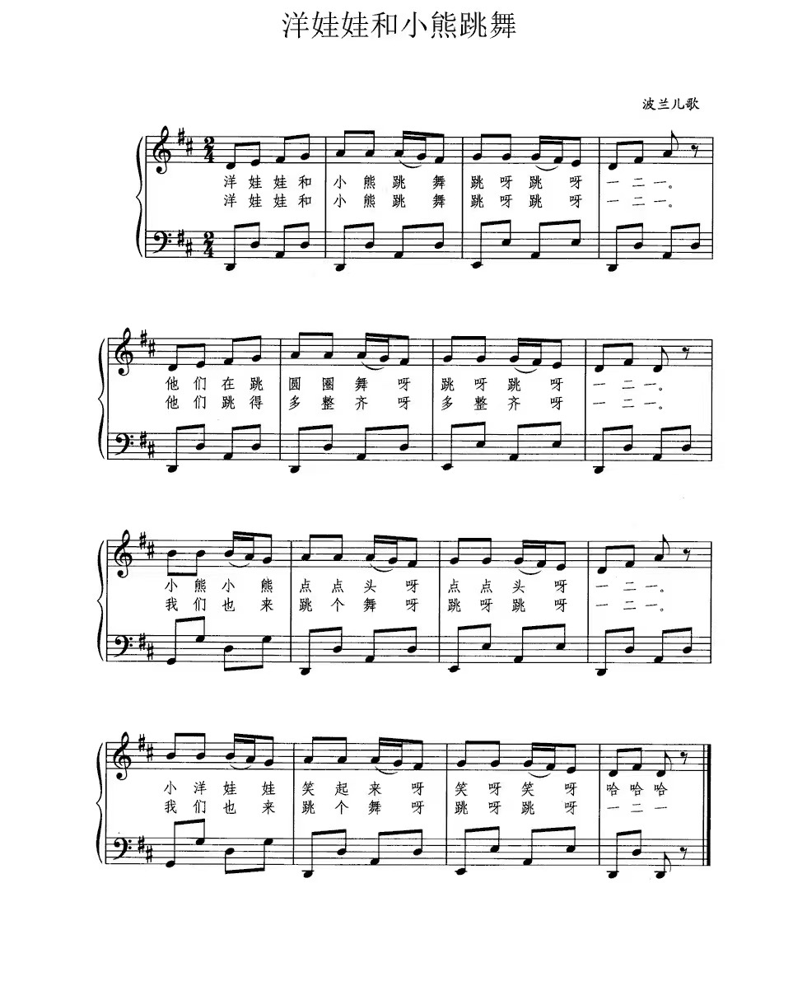 洋娃娃和小熊跳舞
波兰儿歌
洋娃娃和小熊跳舞跳呀跳呀一二一。
洋娃娃和小熊跳舞跳呀跳呀一二一。
他们在跳圆圈舞呀跳呀跳呀一二一。
他们跳得多整齐呀多整齐呀一二一。
小熊小熊点点头呀点点头呀一二一。
我们也来跳个舞呀跳呀跳呀一二一。
小洋娃娃笑起来呀笑呀笑呀哈哈哈
我们也来跳个舞呀跳呀跳呀一二一